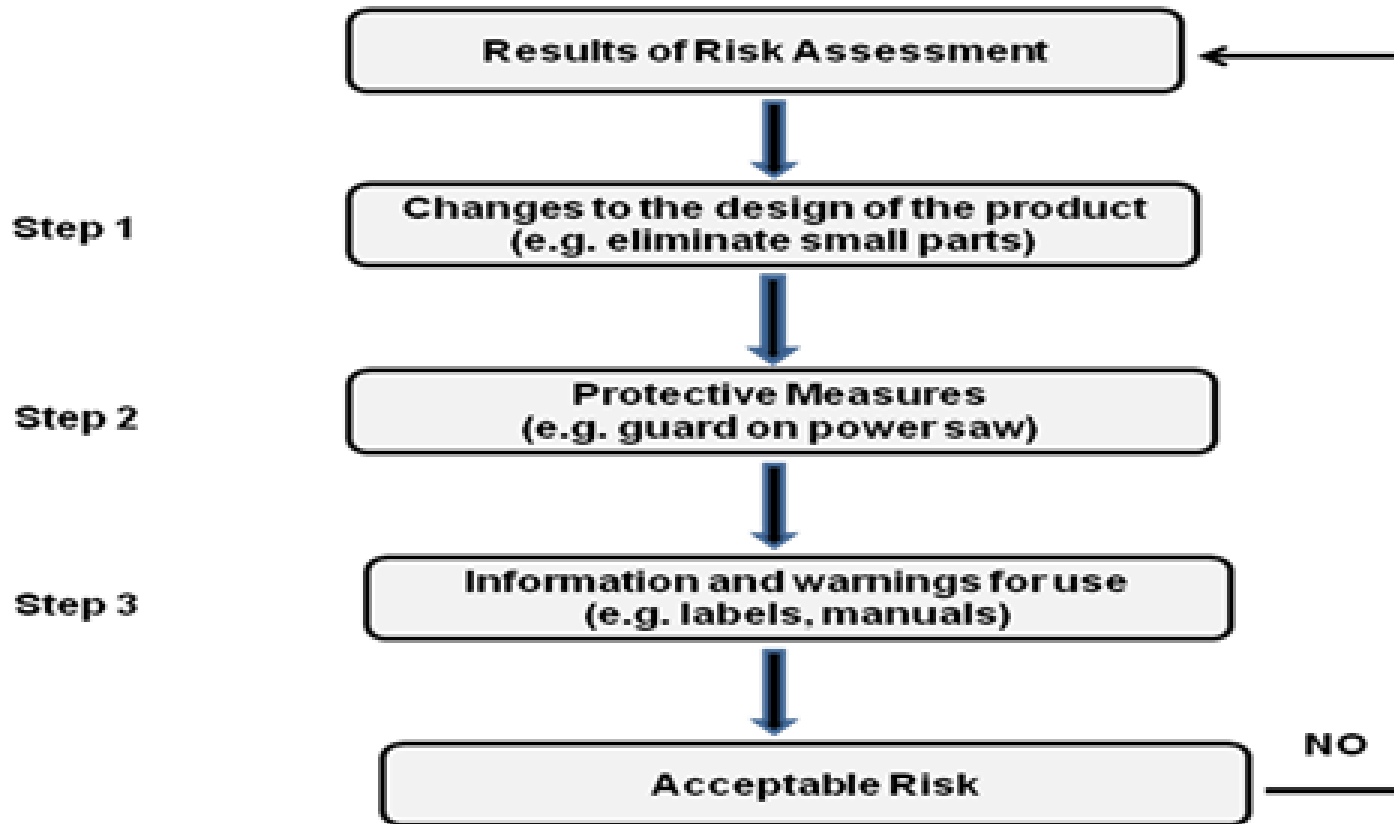 Results of Risk Assessment
Step 1
Changes to the design of the product
(e.g. eliminate small parts)
Step 2
Protective Measures
(e.g. guard on power saw)
Step 3
Information and warnings for use
(e.g. labels, manuals)
Acceptable Risk
NO